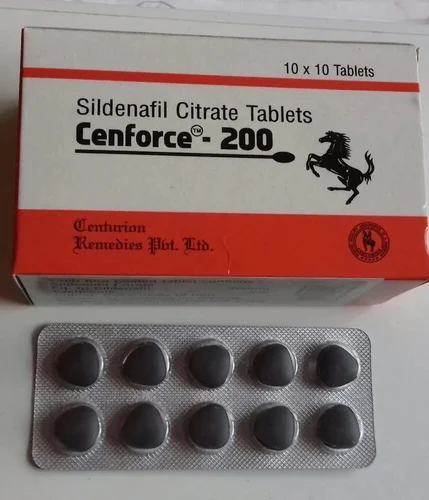 10 x 10 Tablets
Sildenafil Citrate Tablets
Cenforce™- 200
Centurion
Remedies Pvt. Ltd.